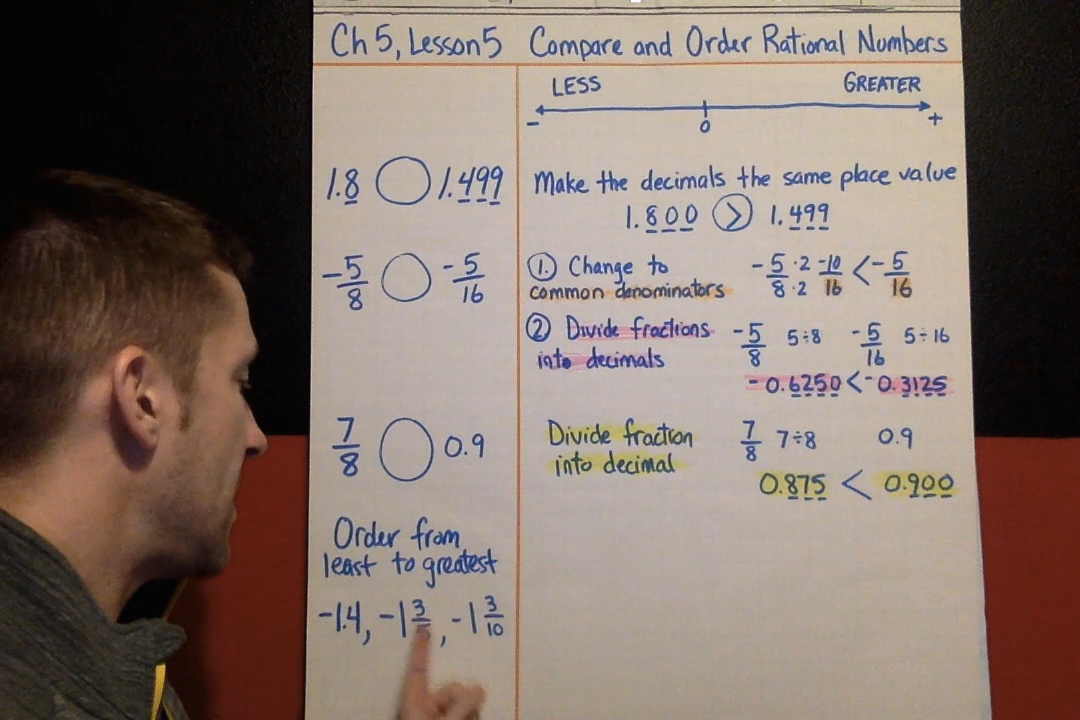 Ch 5, Lesson 5 Compare and Order Rational Numbers
LESS GREATER
- 0 +
1.8 ◯ 1.499
Make the decimals the same place value
1.800 > 1.499
-5/8 ◯ -5/16
① Change to
common denominators
-5/8 ·2/·2 -10/16 < -5/16
② Divide fractions
into decimals
-5/8 5÷8 -5/16 5÷16
-0.6250 < -0.3125
7/8 ◯ 0.9
Divide fraction
into decimal
7/8 7÷8 0.9
0.875 < 0.900
Order from
least to greatest
-1.4, -1 3/5, -1 3/10